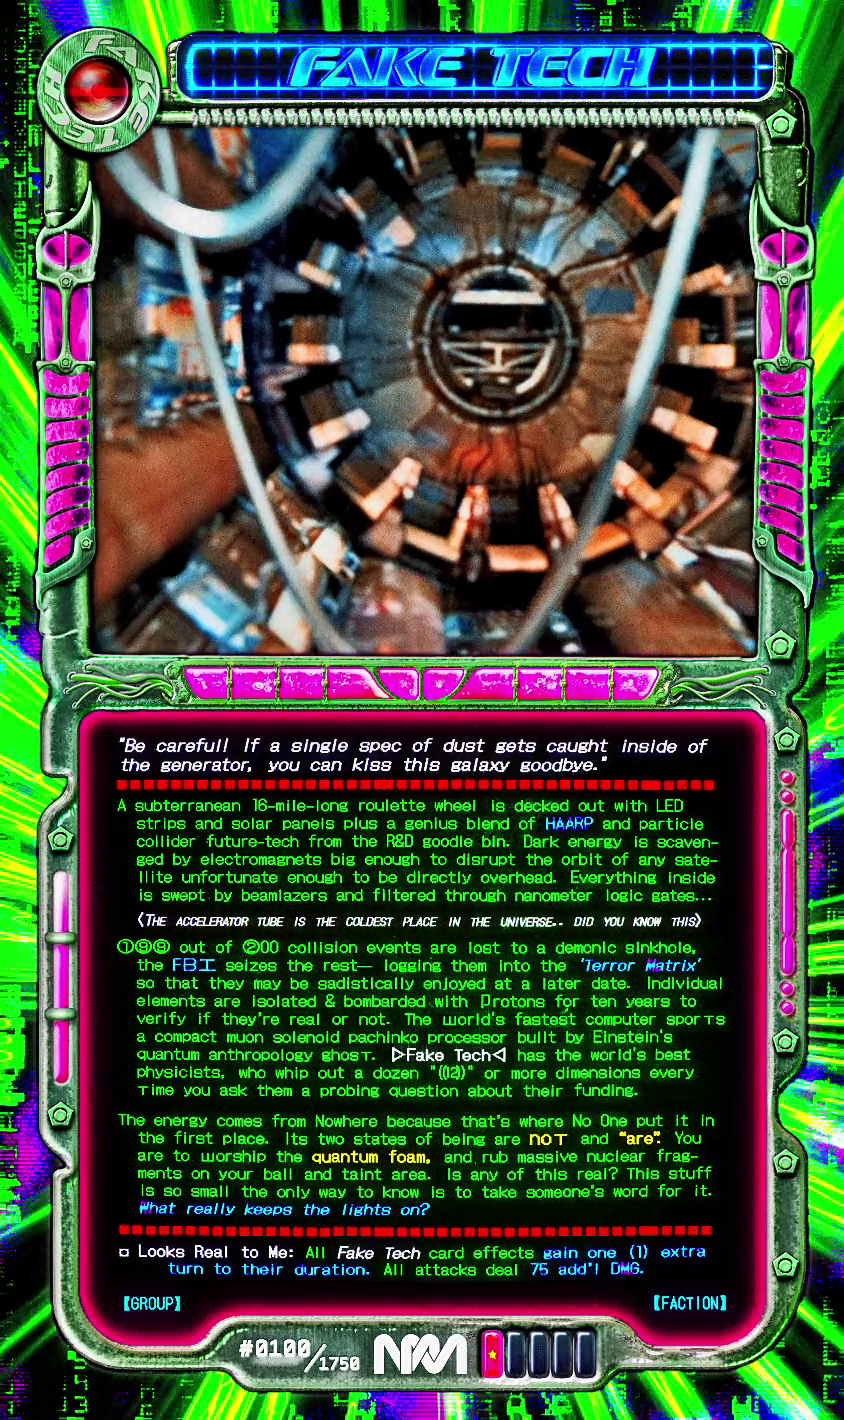 FAKE TECH
FAKE TECH
"Be careful! If a single spec of dust gets caught inside of
the generator, you can kiss this galaxy goodbye."
A subterranean 16-mile-long roulette wheel is decked out with LED
strips and solar panels plus a genius blend of HAARP and particle
collider future-tech from the R&D goodie bin. Dark energy is scaven-
ged by electromagnets big enough to disrupt the orbit of any sate-
llite unfortunate enough to be directly overhead. Everything inside
is swept by beamlazers and filtered through nanometer logic gates...
〈THE ACCELERATOR TUBE IS THE COLDEST PLACE IN THE UNIVERSE.. DID YOU KNOW THIS〉
①⑨⑨ out of ②00 collision events are lost to a demonic sinkhole,
the FBI seizes the rest— logging them into the 'Terror Matrix'
so that they may be sadistically enjoyed at a later date. Individual
elements are isolated & bombarded with Protons for ten years to
verify if they're real or not. The world's fastest computer sporTs
a compact muon solenoid pachinko processor built by Einstein's
quantum anthropology ghosT. ▷Fake Tech◁ has the world's best
physicists, who whip out a dozen "⟬12⟭" or more dimensions every
Time you ask them a probing question about their funding.
The energy comes from Nowhere because that's where No One put it in
the first place. Its two states of being are NOT and "are". You
are to worship the quantum foam, and rub massive nuclear frag-
ments on your ball and taint area. Is any of this real? This stuff
is so small the only way to know is to take someone's word for it.
What really keeps the lights on?
◘ Looks Real to Me: All Fake Tech card effects gain one (1) extra
turn to their duration. All attacks deal 75 add'l DMG.
【GROUP】
【FACTION】
#0100/1750 NPM